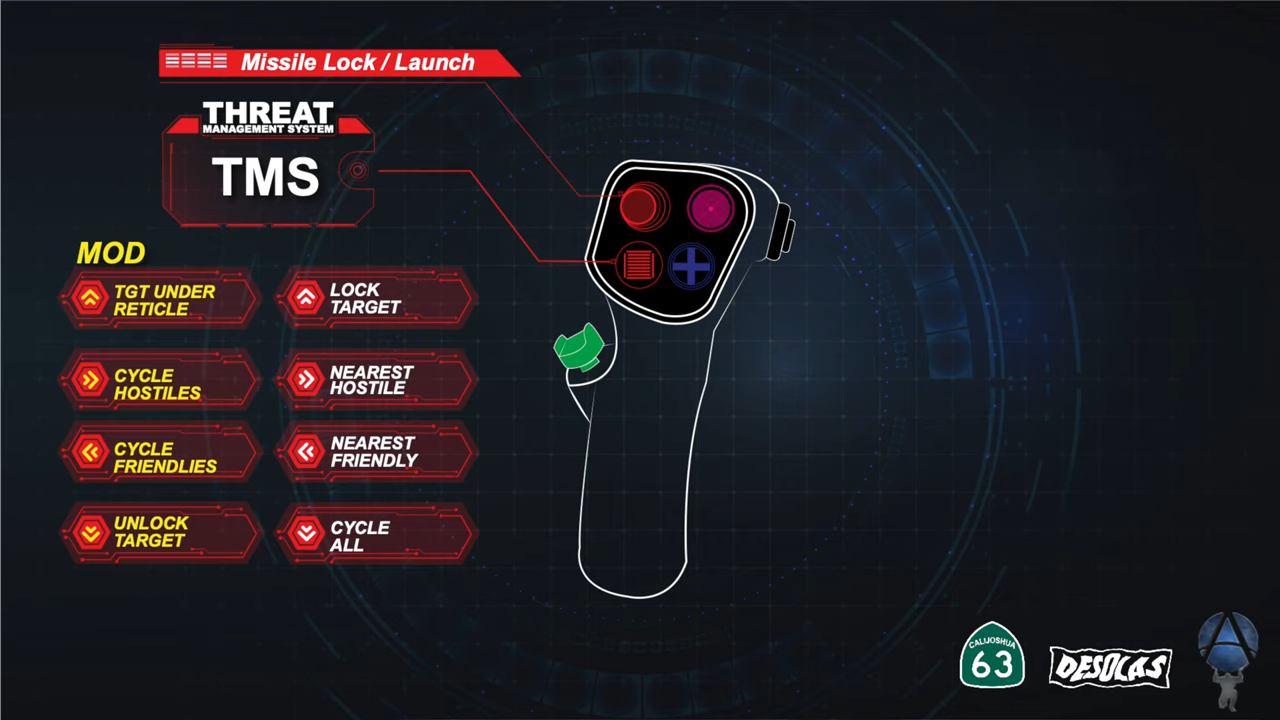 Missile Lock / Launch
THREAT
MANAGEMENT SYSTEM
TMS
MOD
TGT UNDER
RETICLE
LOCK
TARGET
CYCLE
HOSTILES
NEAREST
HOSTILE
CYCLE
FRIENDLIES
NEAREST
FRIENDLY
UNLOCK
TARGET
CYCLE
ALL
CALIJOSHUA
63
DESOLAS
A